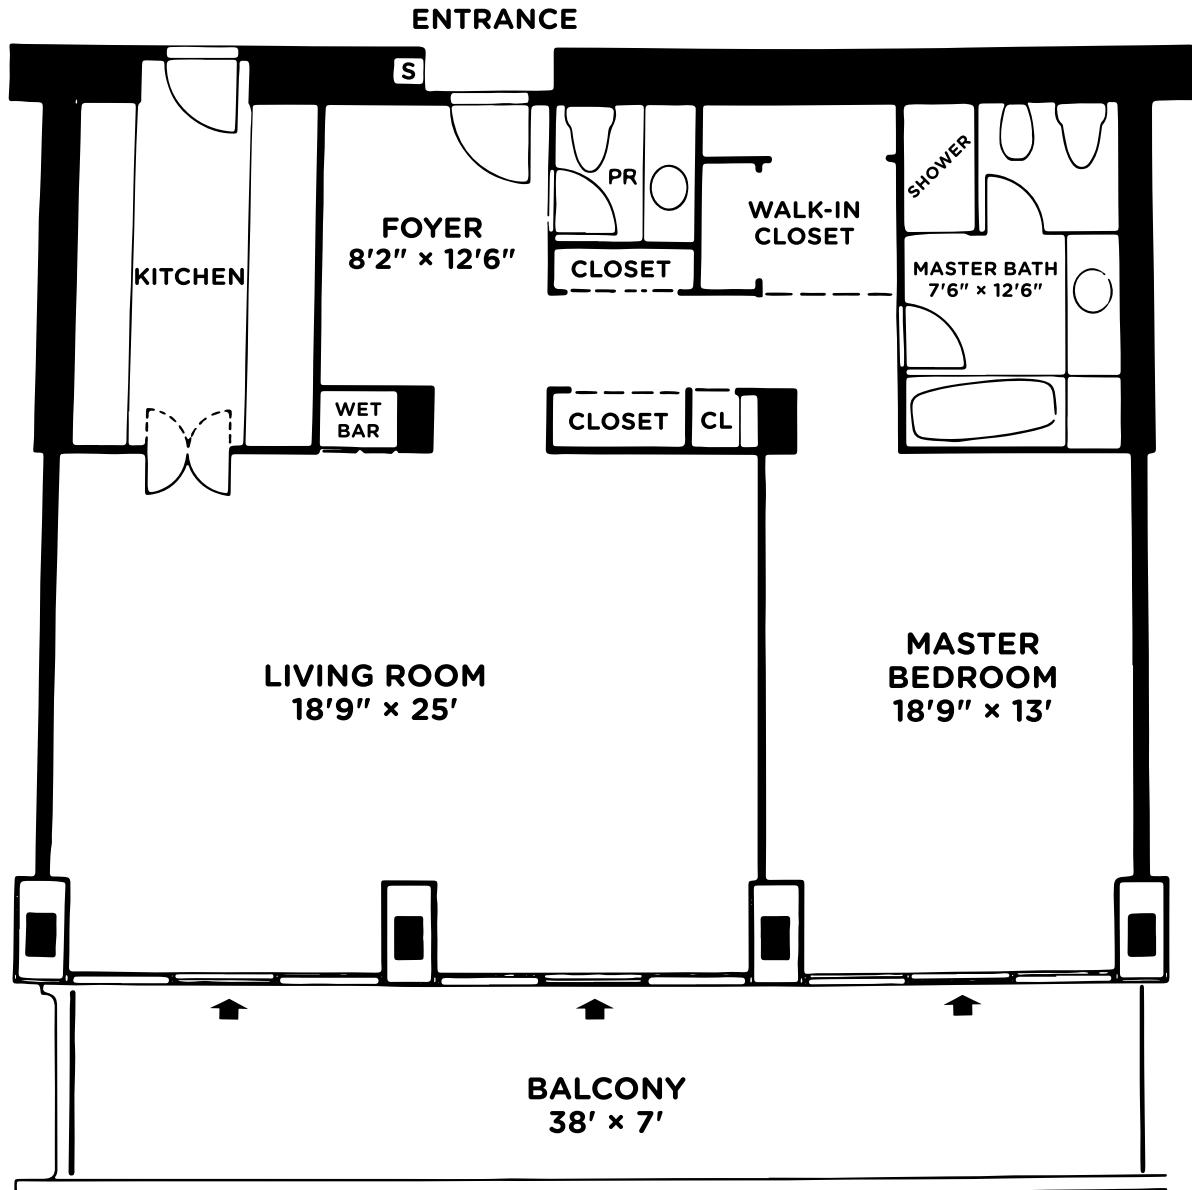 ENTRANCE
S
PR
SHOWER
FOYER
8'2" × 12'6"
WALK-IN
CLOSET
KITCHEN
CLOSET
MASTER BATH
7'6" × 12'6"
WET
BAR
CLOSET
CL
LIVING ROOM
18'9" × 25'
MASTER
BEDROOM
18'9" × 13'
BALCONY
38' × 7'